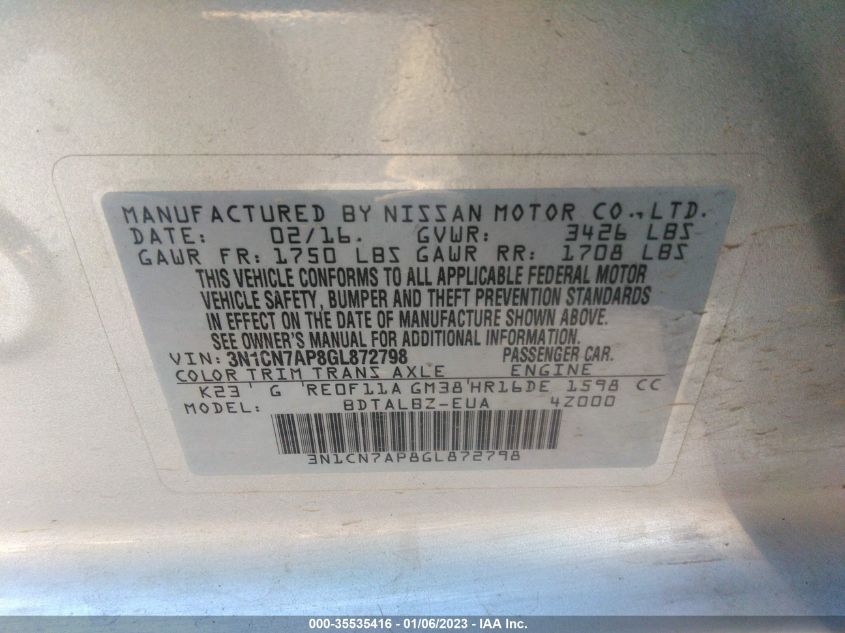 MANUFACTURED BY NISSAN MOTOR CO., LTD.
DATE: 02/16. GVWR: 3426 LBS
GAWR FR: 1750 LBS GAWR RR: 1708 LBS
THIS VEHICLE CONFORMS TO ALL APPLICABLE FEDERAL MOTOR
VEHICLE SAFETY, BUMPER AND THEFT PREVENTION STANDARDS
IN EFFECT ON THE DATE OF MANUFACTURE SHOWN ABOVE.
SEE OWNER'S MANUAL FOR ADDITIONAL INFORMATION.
VIN: 3N1CN7AP8GL872798 PASSENGER CAR.
COLOR TRIM TRANS AXLE ENGINE
K23 G RE0F11A GM38 HR16DE 1598 CC
MODEL: BDTALBZ-EUA 4Z000
3N1CN7AP8GL872798
000-35535416 - 01/06/2023 - IAA Inc.